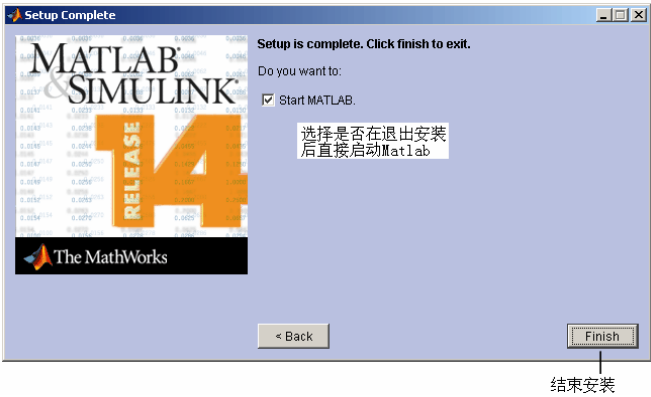 Setup Complete
MATLAB
& SIMULINK
RELEASE
14
The MathWorks
Setup is complete. Click finish to exit.
Do you want to:
Start MATLAB.
选择是否在退出安装
后直接启动Matlab
< Back
Finish
结束安装